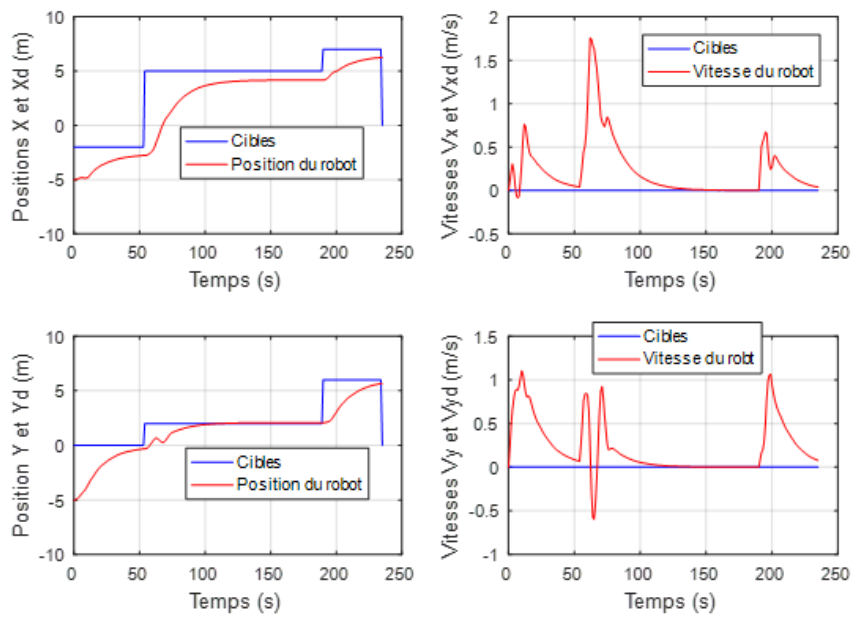 Positions X et Xd (m)
10
5
0
-5
-10
Cibles
Position du robot
0 50 100 150 200 250
Temps (s)
Vitesses Vx et Vxd (m/s)
2
1.5
1
0.5
0
-0.5
Cibles
Vitesse du robot
0 50 100 150 200 250
Temps (s)
Position Y et Yd (m)
10
5
0
-5
-10
Cibles
Position du robot
0 50 100 150 200 250
Temps (s)
Vitesses Vy et Vyd (m/s)
1.5
1
0.5
0
-0.5
-1
Cibles
Vitesse du robt
0 50 100 150 200 250
Temps (s)